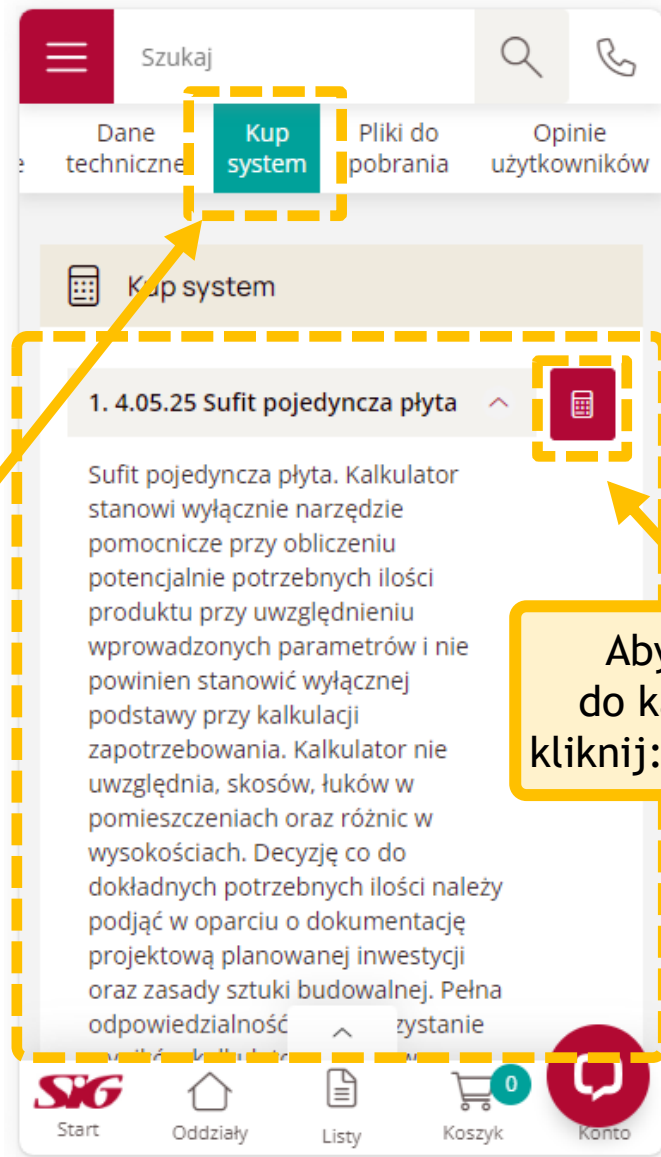 Szukaj
Dane techniczne
Kup system
Pliki do pobrania
Opinie użytkowników
Kup system
1. 4.05.25 Sufit pojedyncza płyta
Sufit pojedyncza płyta. Kalkulator
stanowi wyłącznie narzędzie
pomocnicze przy obliczeniu
potencjalnie potrzebnych ilości
produktu przy uwzględnieniu
wprowadzonych parametrów i nie
powinien stanowić wyłącznej
podstawy przy kalkulacji
zapotrzebowania. Kalkulator nie
uwzględnia, skosów, łuków w
pomieszczeniach oraz różnic w
wysokościach. Decyzję co do
dokładnych potrzebnych ilości należy
podjąć w oparciu o dokumentację
projektową planowanej inwestycji
oraz zasady sztuki budowalnej. Pełna
odpowiedzialność
Aby
do
kliknij:
SIG
0
Start
Oddziały
Listy
Koszyk
Konto